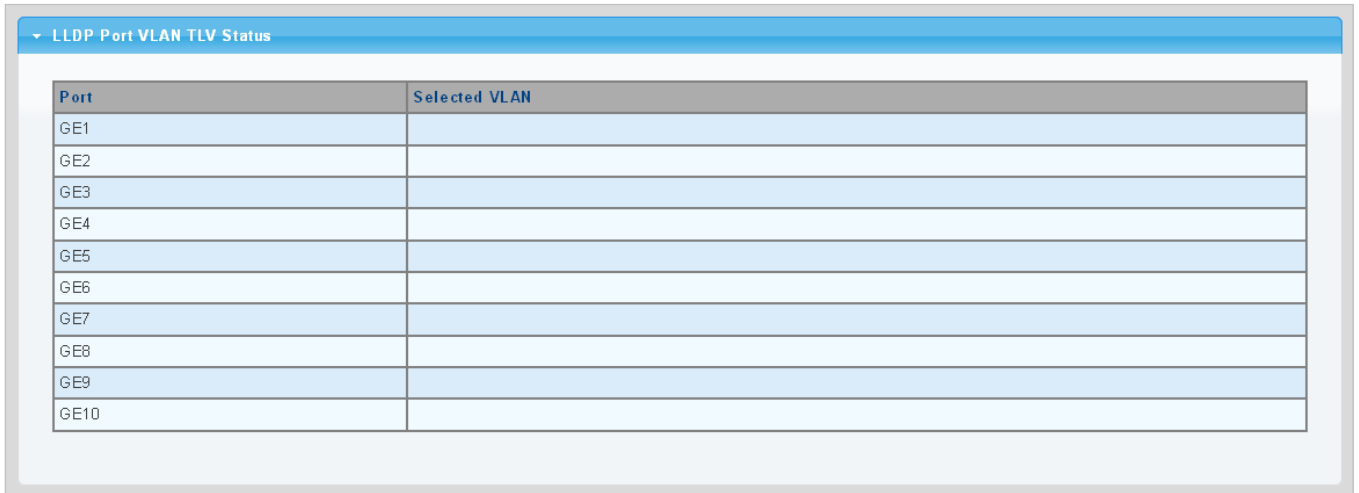 LLDP Port VLAN TLV Status
Port Selected VLAN
GE1
GE2
GE3
GE4
GE5
GE6
GE7
GE8
GE9
GE10